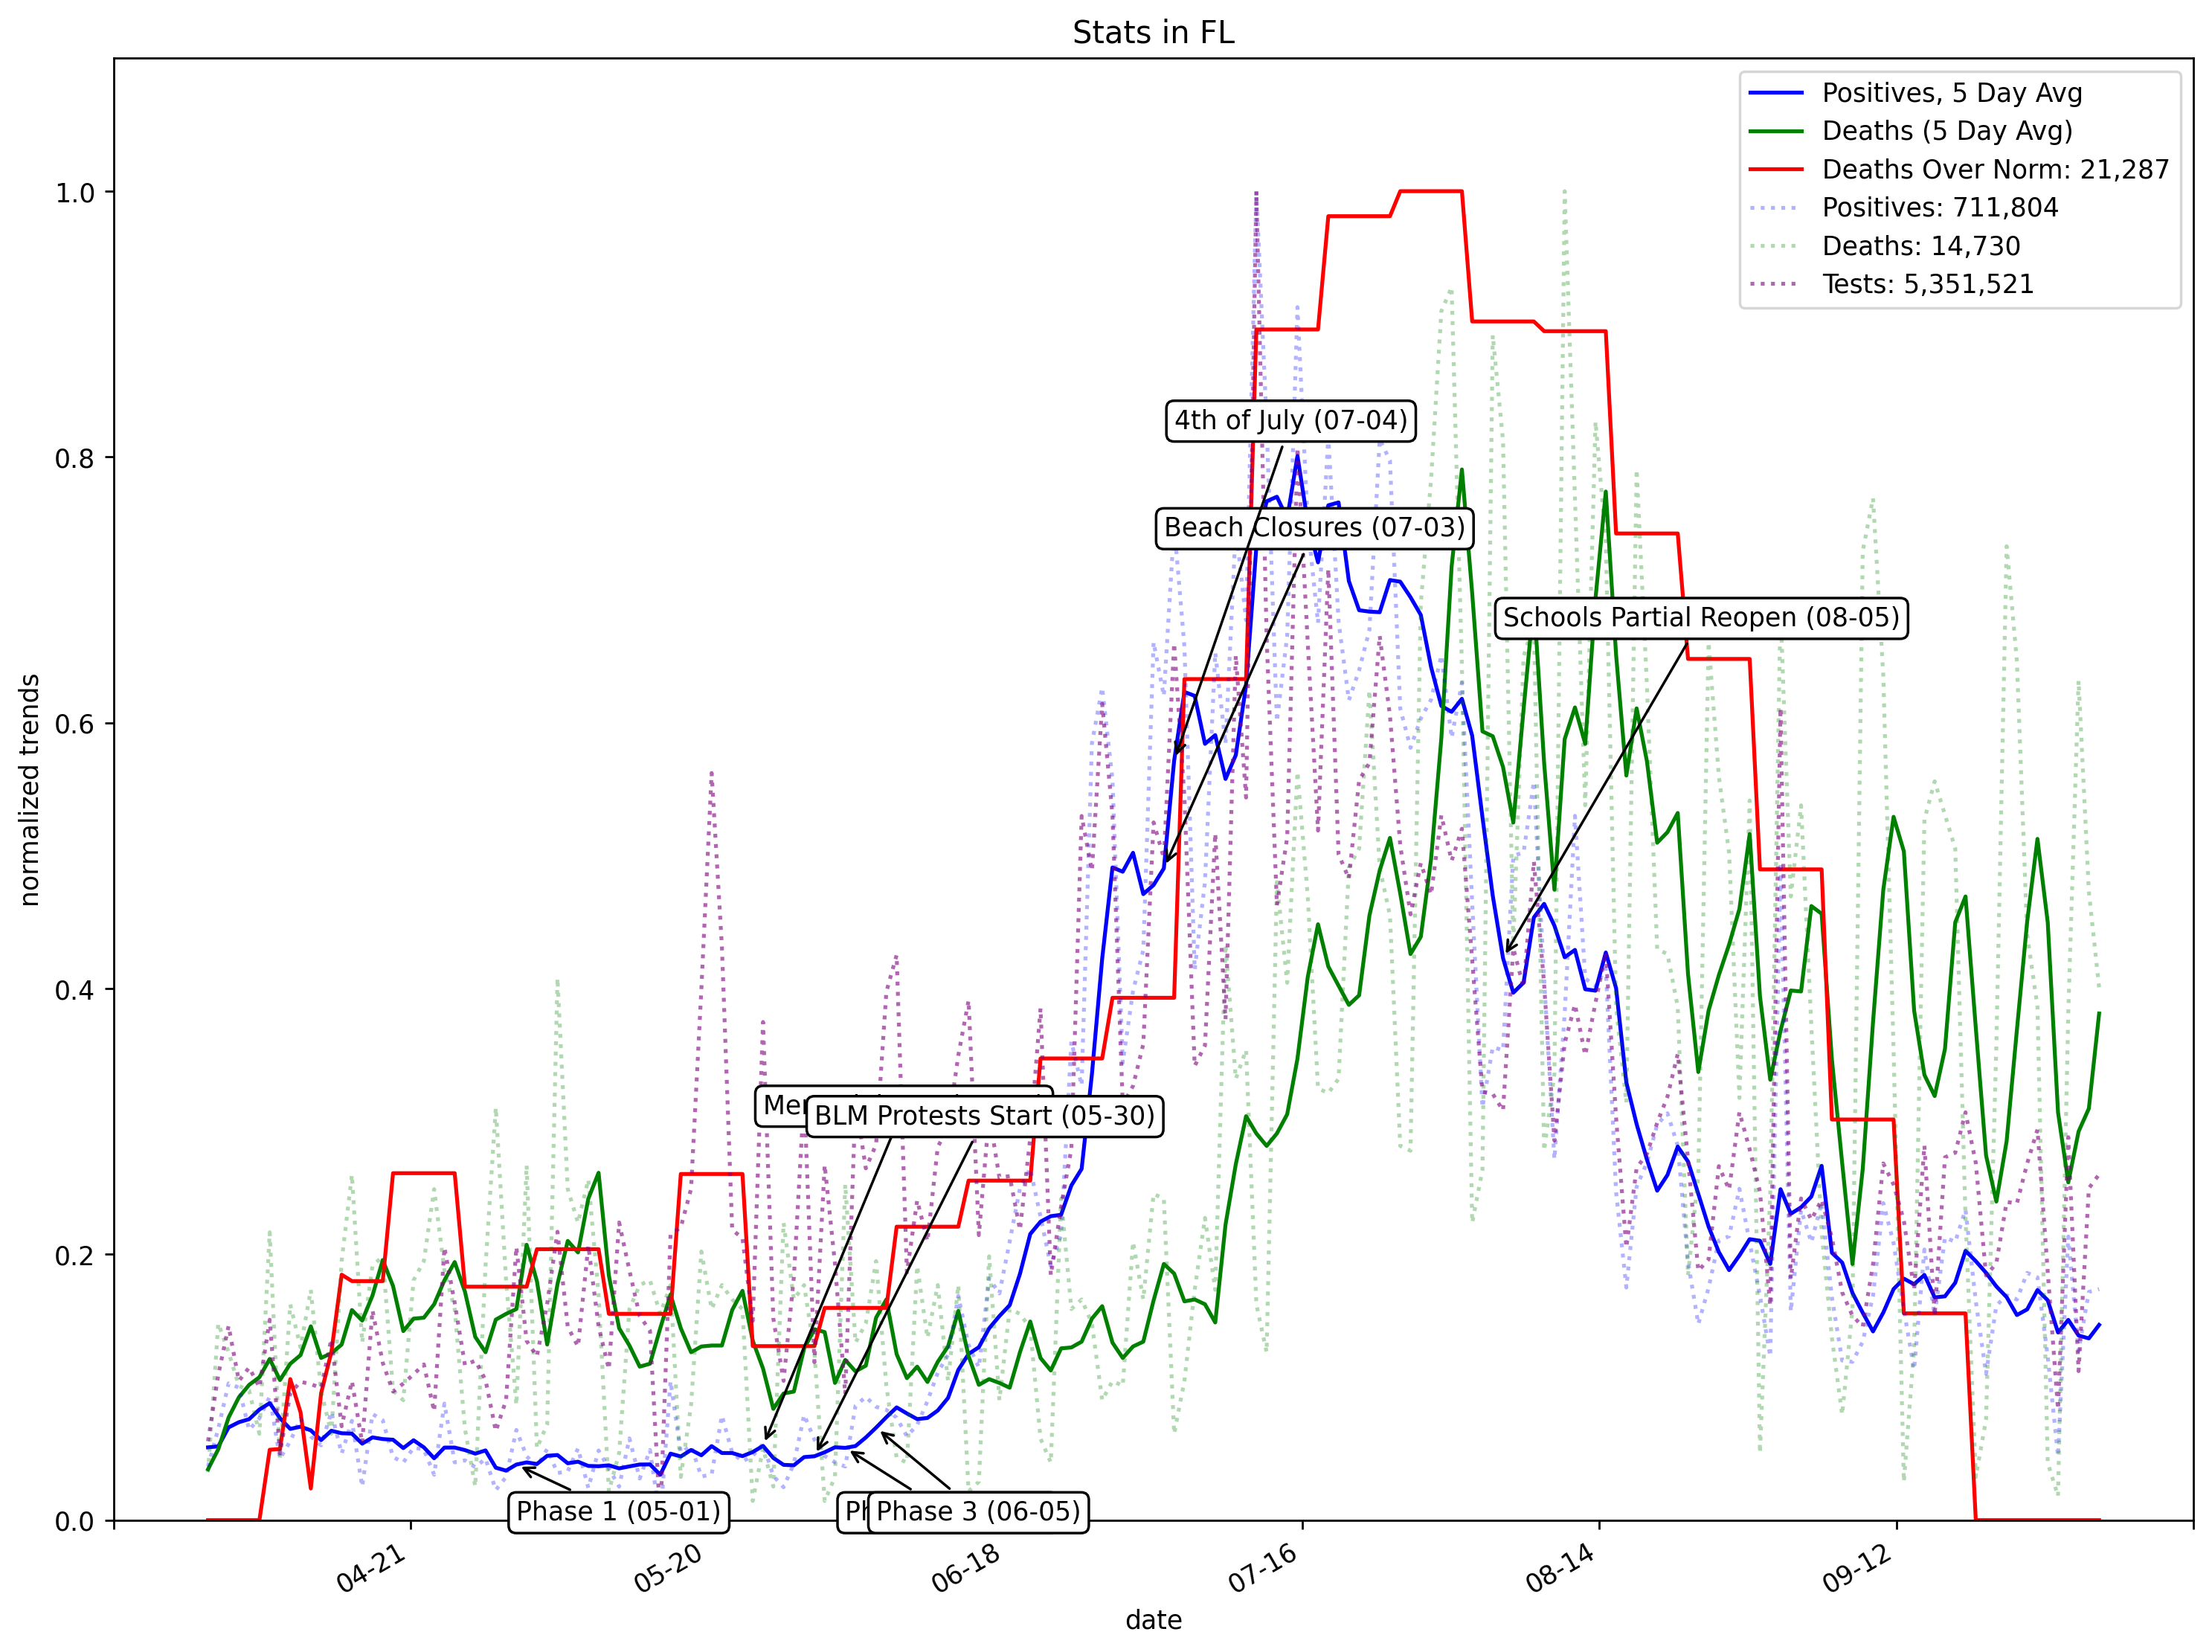 Stats in FL
Positives, 5 Day Avg
Deaths (5 Day Avg)
Deaths Over Norm: 21,287
Positives: 711,804
Deaths: 14,730
Tests: 5,351,521
1.0
0.8
0.6
0.4
0.2
0.0
normalized trends
4th of July (07-04)
Beach Closures (07-03)
Schools Partial Reopen (08-05)
BLM Protests Start (05-30)
Phase 1 (05-01)
Phase 3 (06-05)
04-21
05-20
06-18
07-16
08-14
09-12
date